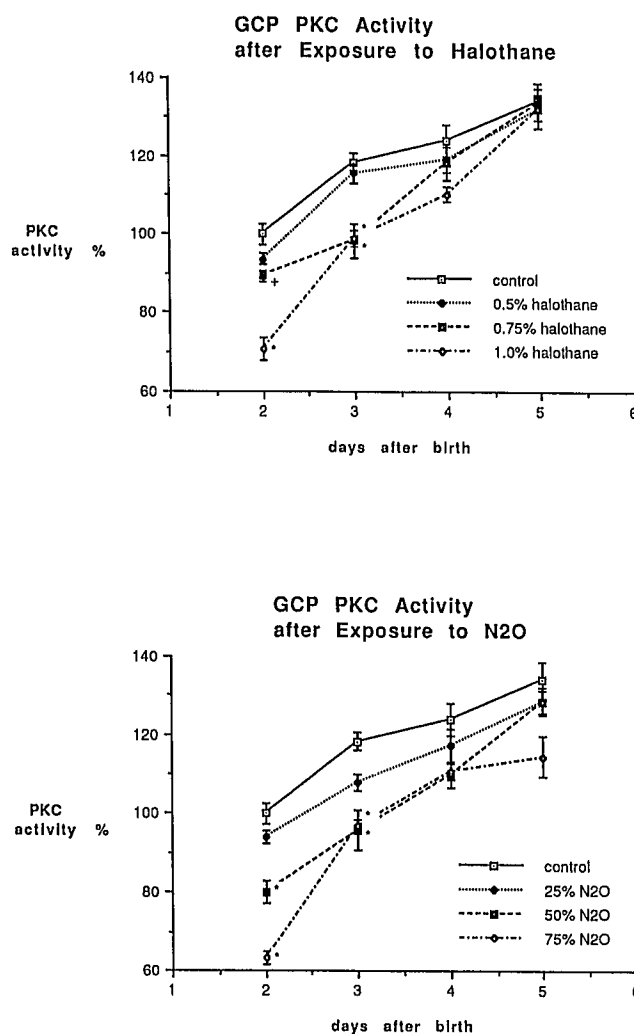 GCP PKC Activity
after Exposure to Halothane
140
120
100
80
60
PKC
activity %
+
*
*
*
control
0.5% halothane
0.75% halothane
1.0% halothane
1 2 3 4 5 6
days after birth
GCP PKC Activity
after Exposure to N2O
140
120
100
80
60
PKC
activity %
*
*
*
*
control
25% N2O
50% N2O
75% N2O
1 2 3 4 5 6
days after birth